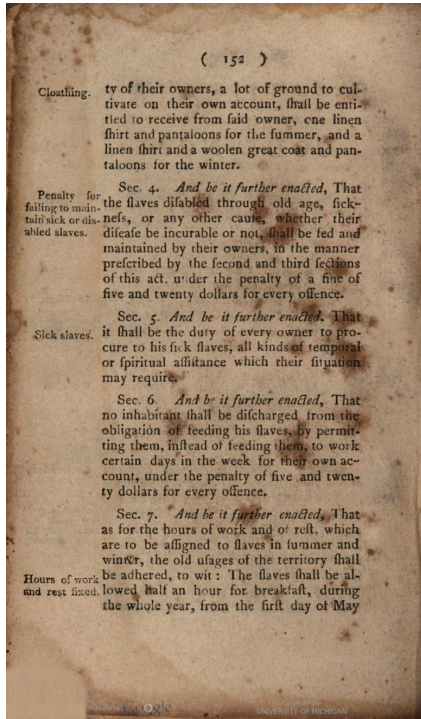 ( 152 )
Cloathing.
ty of their owners, a lot of ground to cul-
tivate on their own account, ſhall be enti-
tled to receive from ſaid owner, one linen
ſhirt and pantaloons for the ſummer, and a
linen ſhirt and a woolen great coat and pan-
taloons for the winter.
Penalty for
failing to main-
tain ſick or diſ-
abled slaves.
Sec. 4. And be it further enacted, That
the ſlaves diſabled through old age, ſick-
neſs, or any other cauſe, whether their
diſeaſe be incurable or not, ſhall be fed and
maintained by their owners, in the manner
preſcribed by the ſecond and third ſections
of this act. under the penalty of a fine of
five and twenty dollars for every offence.
Sick slaves.
Sec. 5. And be it further enacted, That
it ſhall be the duty of every owner to pro-
cure to his ſick ſlaves, all kinds of temporal
or ſpiritual aſſiſtance which their ſituation
may require.
Sec. 6 And be it further enacted, That
no inhabitant ſhall be diſcharged from the
obligation of feeding his ſlaves, by permit-
ting them, inſtead of feeding them, to work
certain days in the week for their own ac-
count, under the penalty of five and twen-
ty dollars for every offence.
Sec. 7. And be it further enacted, That
as for the hours of work and of reſt, which
are to be aſſigned to ſlaves in ſummer and
winter, the old uſages of the territory ſhall
be adhered, to wit : The ſlaves ſhall be al-
lowed half an hour for breakfaſt, during
the whole year, from the firſt day of May
Hours of work
and rest fixed.
Google
UNIVERSITY OF MICHIGAN